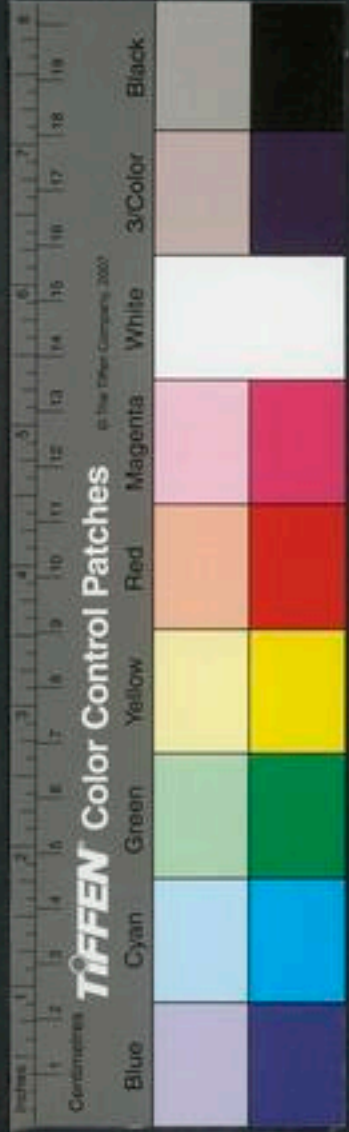 Inches 1 2 3 4 5 6 7 8
Centimetres 1 2 3 4 5 6 7 8 9 10 11 12 13 14 15 16 17 18 19
TIFFEN Color Control Patches © The Tiffen Company, 2007
Blue Cyan Green Yellow Red Magenta White 3/Color Black